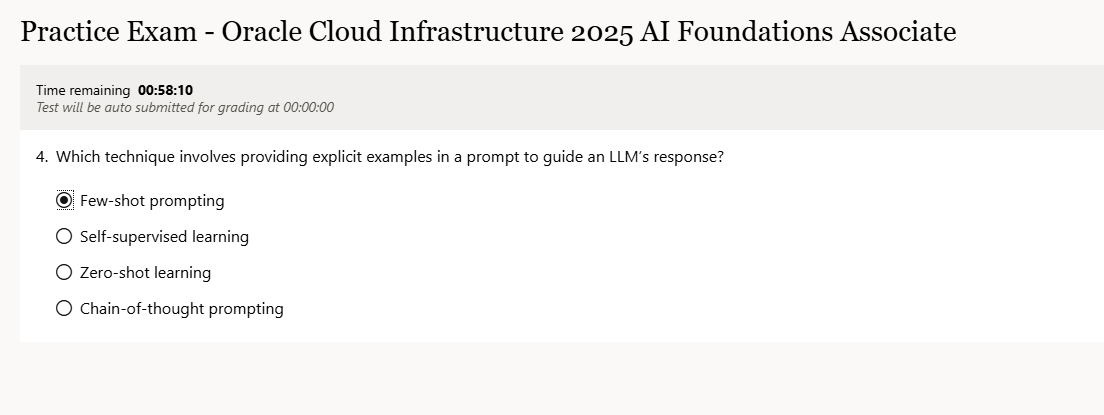 Practice Exam - Oracle Cloud Infrastructure 2025 AI Foundations Associate
Time remaining 00:58:10
Test will be auto submitted for grading at 00:00:00
4. Which technique involves providing explicit examples in a prompt to guide an LLM's response?
Few-shot prompting
Self-supervised learning
Zero-shot learning
Chain-of-thought prompting